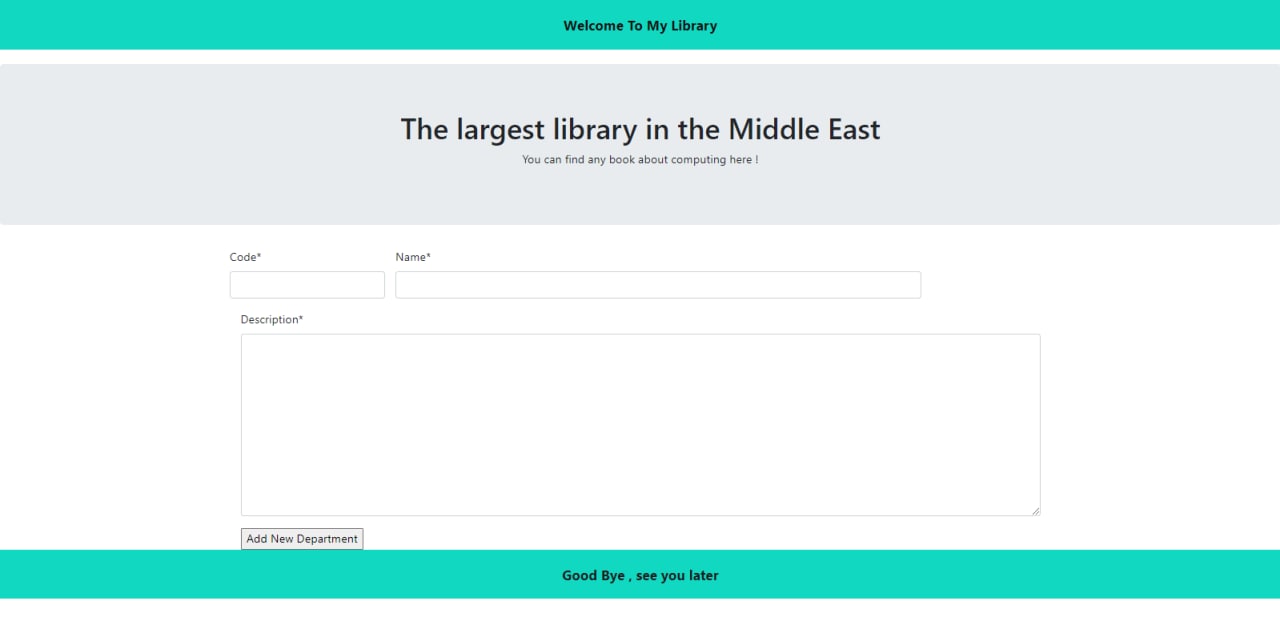 Welcome To My Library
The largest library in the Middle East
You can find any book about computing here !
Code* Name*
Description*
Add New Department
Good Bye , see you later